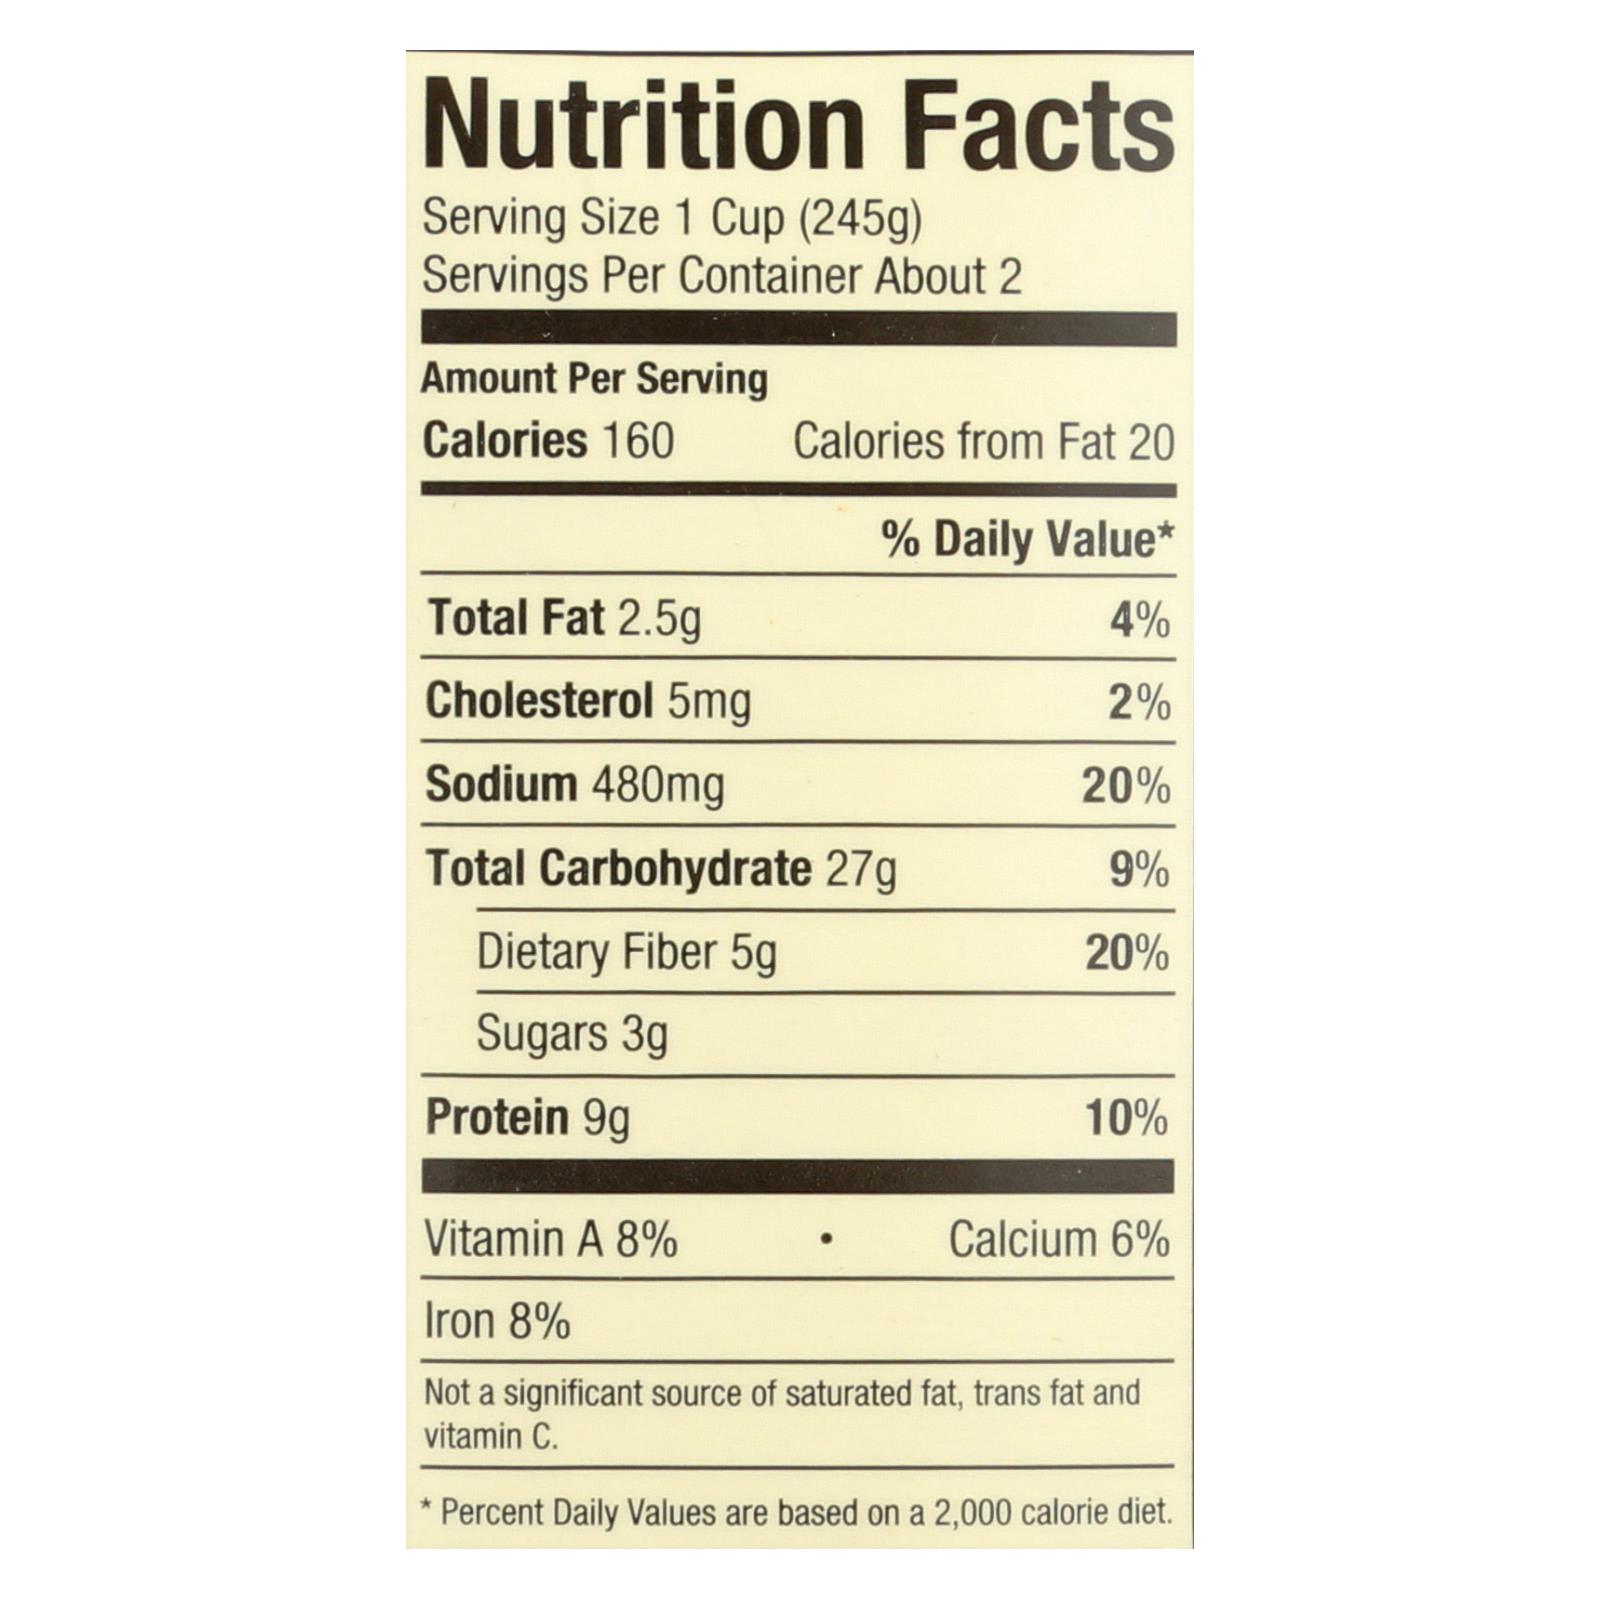 Nutrition Facts
Serving Size 1 Cup (245g)
Servings Per Container About 2
Amount Per Serving
Calories 160 Calories from Fat 20
% Daily Value*
Total Fat 2.5g 4%
Cholesterol 5mg 2%
Sodium 480mg 20%
Total Carbohydrate 27g 9%
Dietary Fiber 5g 20%
Sugars 3g
Protein 9g 10%
Vitamin A 8% • Calcium 6%
Iron 8%
Not a significant source of saturated fat, trans fat and
vitamin C.
* Percent Daily Values are based on a 2,000 calorie diet.